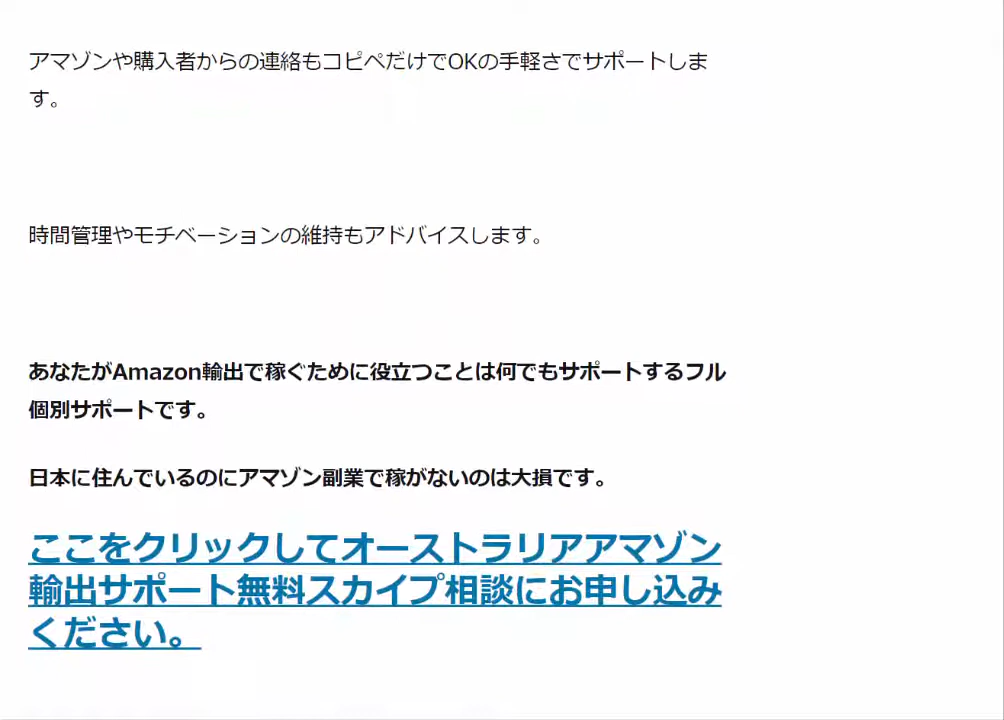 アマゾンや購入者からの連絡もコピペだけでOKの手軽さでサポートしま
す。
時間管理やモチベーションの維持もアドバイスします。
あなたがAmazon輸出で稼ぐために役立つことは何でもサポートするフル
個別サポートです。
日本に住んでいるのにアマゾン副業で稼がないのは大損です。
ここをクリックしてオーストラリアアマゾン
輸出サポート無料スカイプ相談にお申し込み
ください。